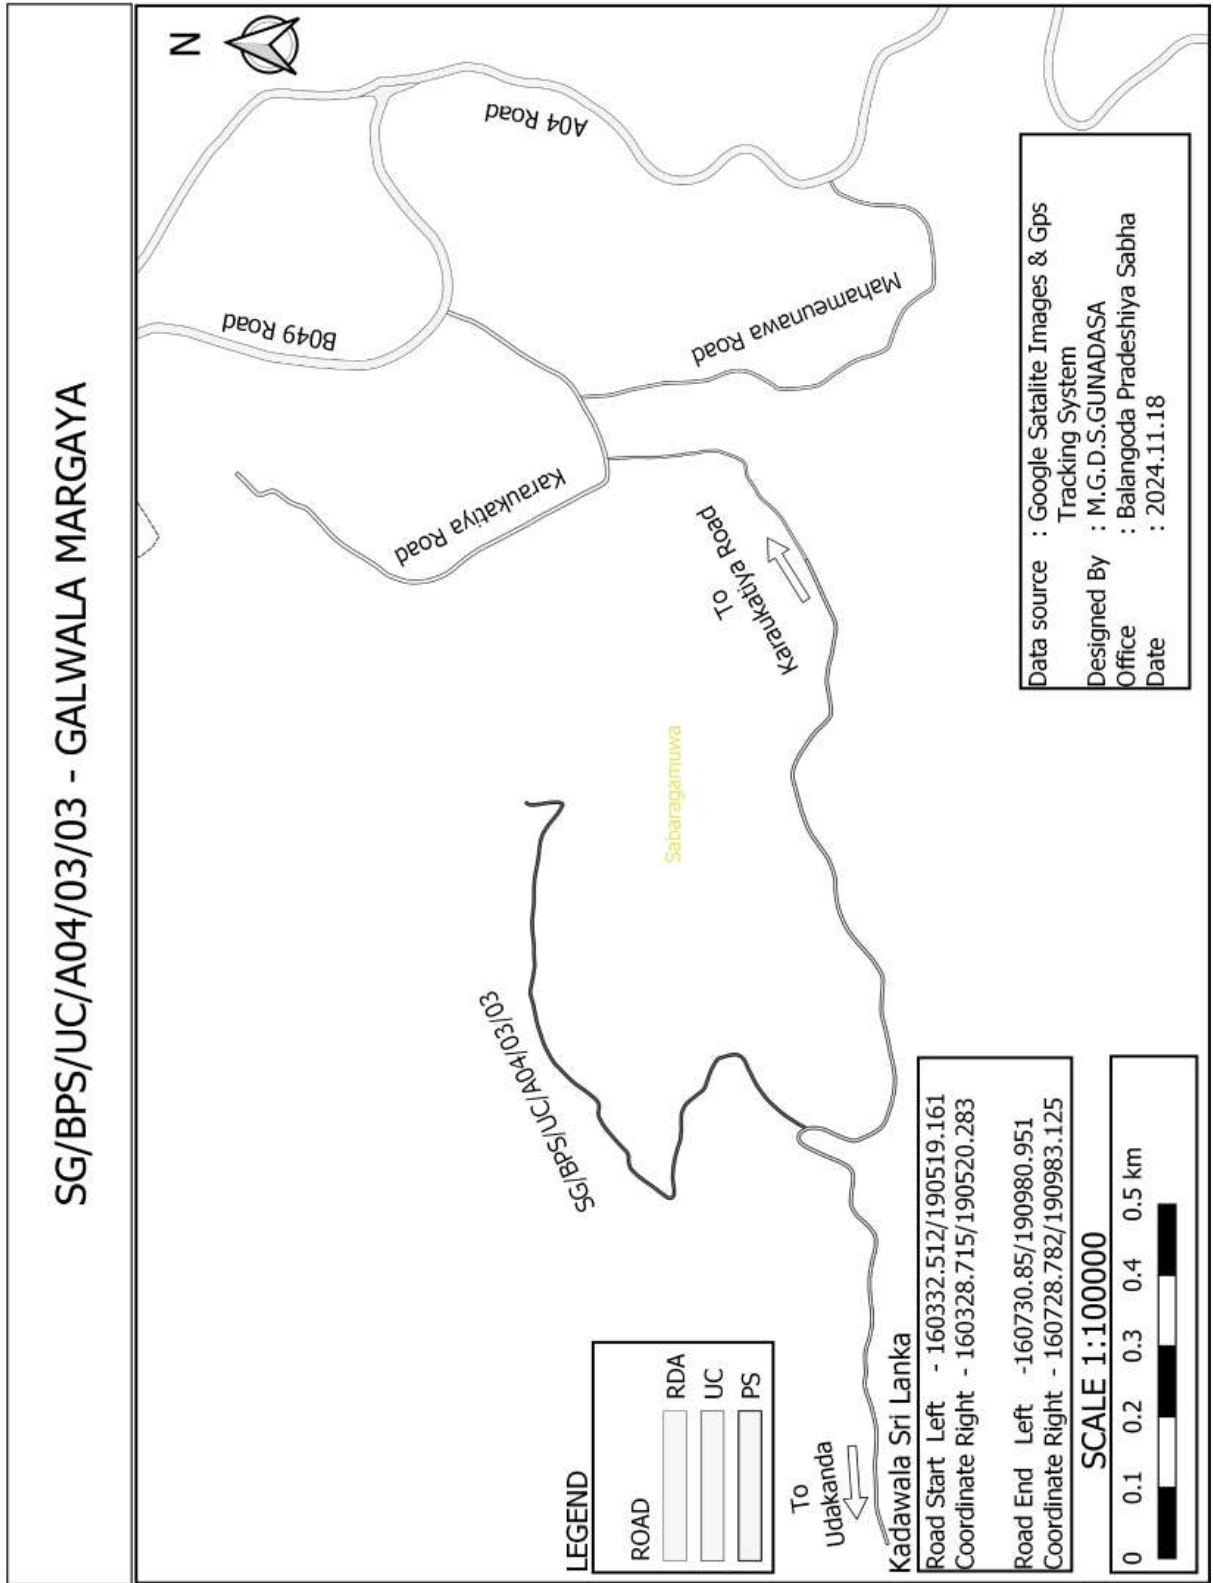 SG/BPS/UC/A04/03/03 - GALWALA MARGAYA
N
B049 Road
A04 Road
Karaukatiya Road
Mahameunawa Road
To
Karaukatiya Road
Sabaragamuwa
SG/BPS/UC/A04/03/03
LEGEND
ROAD
RDA
UC
PS
To
Udakanda
Kadawala Sri Lanka
Road Start Left - 160332.512/190519.161
Coordinate Right - 160328.715/190520.283
Road End Left -160730.85/190980.951
Coordinate Right - 160728.782/190983.125
SCALE 1:100000
0 0.1 0.2 0.3 0.4 0.5 km
Data source : Google Satalite Images & Gps
Tracking System
Designed By : M.G.D.S.GUNADASA
Office : Balangoda Pradeshiya Sabha
Date : 2024.11.18